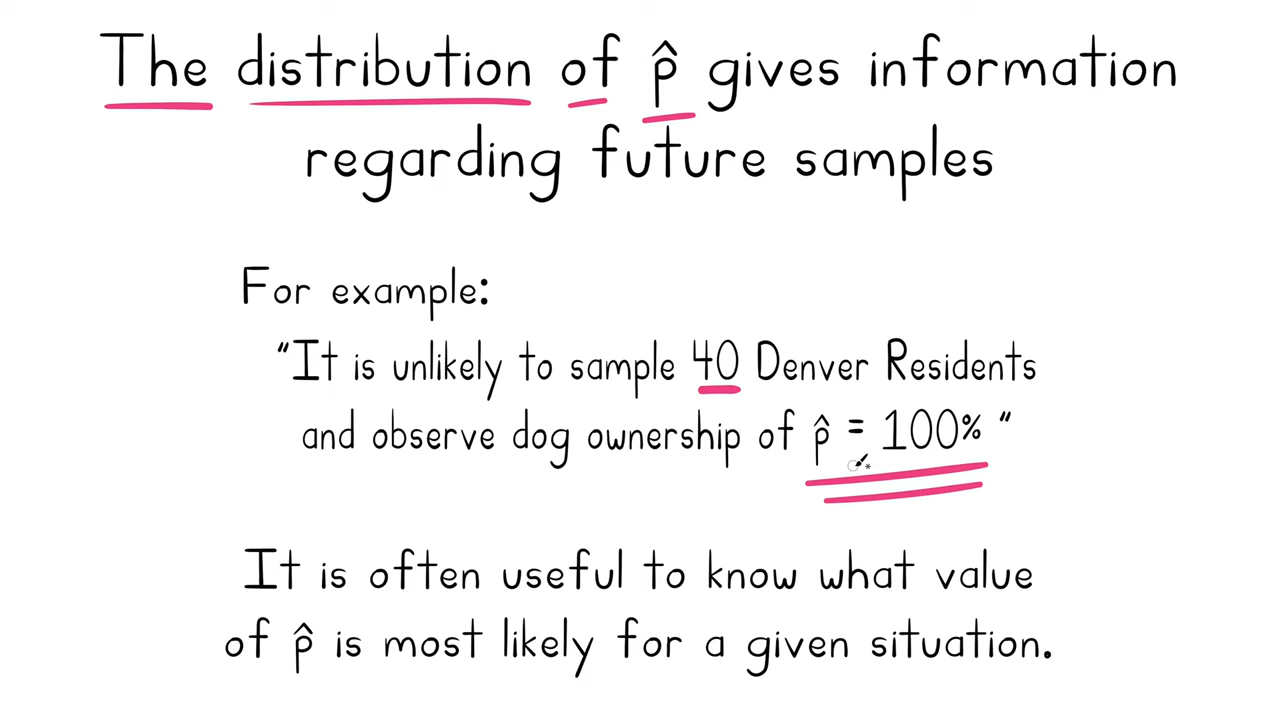 The distribution of p̂ gives information
regarding future samples
For example:
"It is unlikely to sample 40 Denver Residents
and observe dog ownership of p̂ = 100% "
It is often useful to know what value
of p̂ is most likely for a given situation.